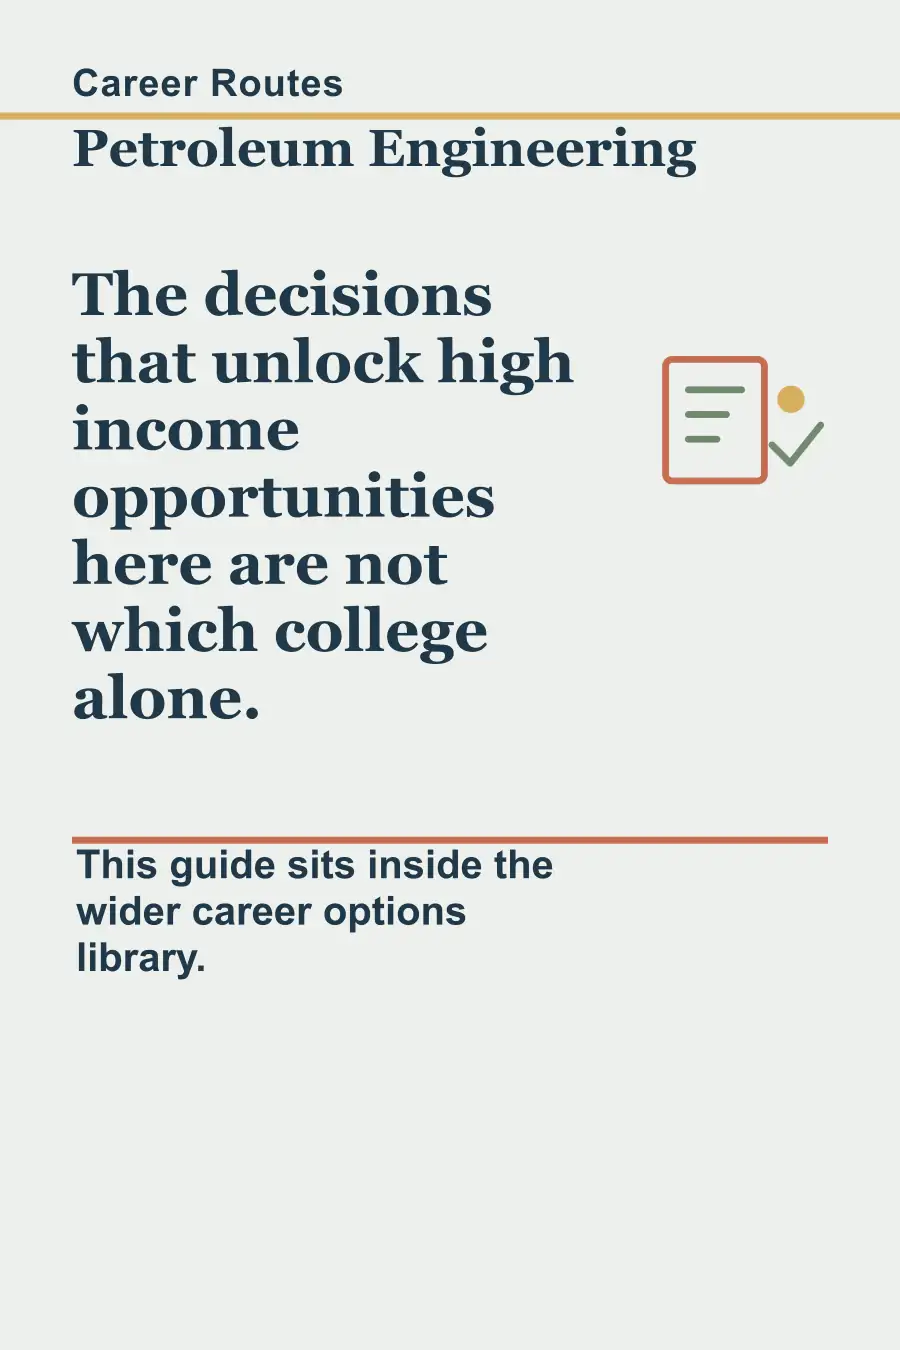 Career Routes
Petroleum Engineering
The decisions
that unlock high
income
opportunities
here are not
which college
alone.
This guide sits inside the
wider career options
library.